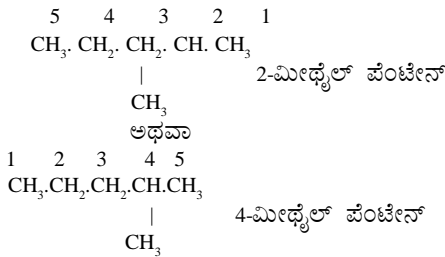 5 4 3 2 1
CH₃. CH₂. CH₂. CH. CH₃
|
2-ಮೀಥೈಲ್ ಪೆಂಟೇನ್
CH₃
ಅಥವಾ
1 2 3 4 5
CH₃.CH₂.CH₂.CH.CH₃
|
4-ಮೀಥೈಲ್ ಪೆಂಟೇನ್
CH₃